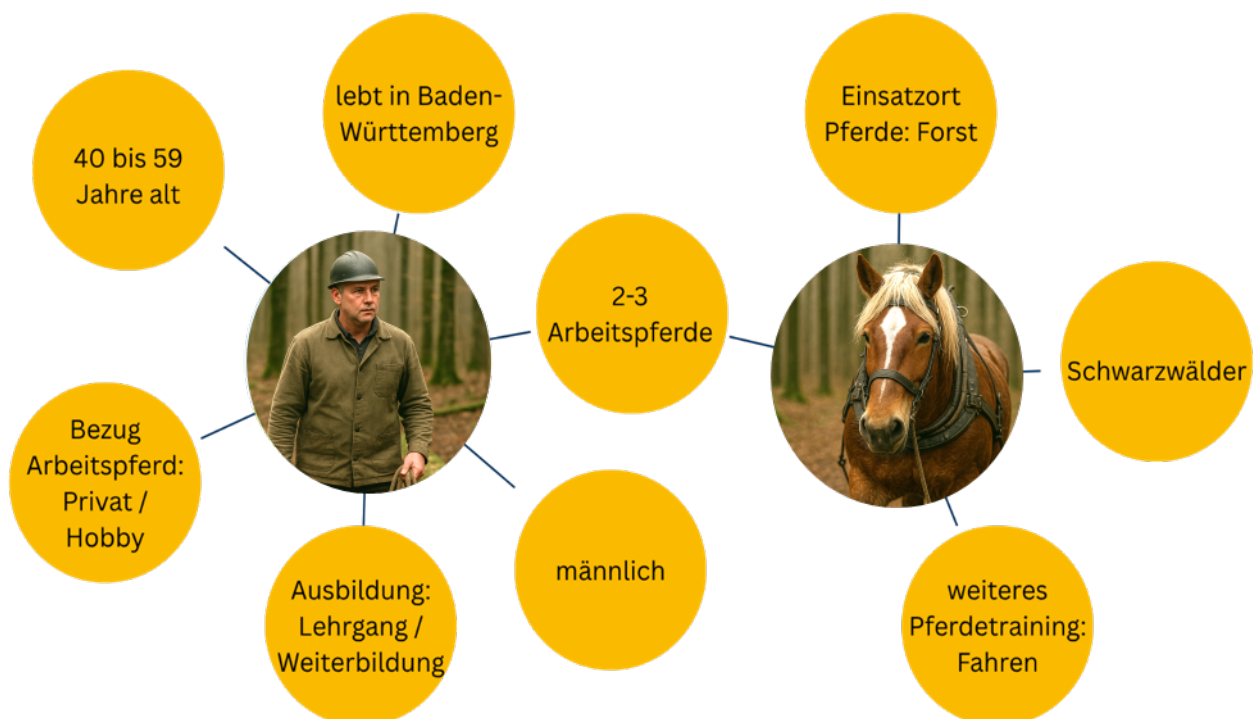 40 bis 59
Jahre alt
lebt in Baden-
Württemberg
Einsatzort
Pferde: Forst
2-3
Arbeitspferde
Schwarzwälder
Bezug
Arbeitspferd:
Privat /
Hobby
Ausbildung:
Lehrgang /
Weiterbildung
männlich
weiteres
Pferdetraining:
Fahren